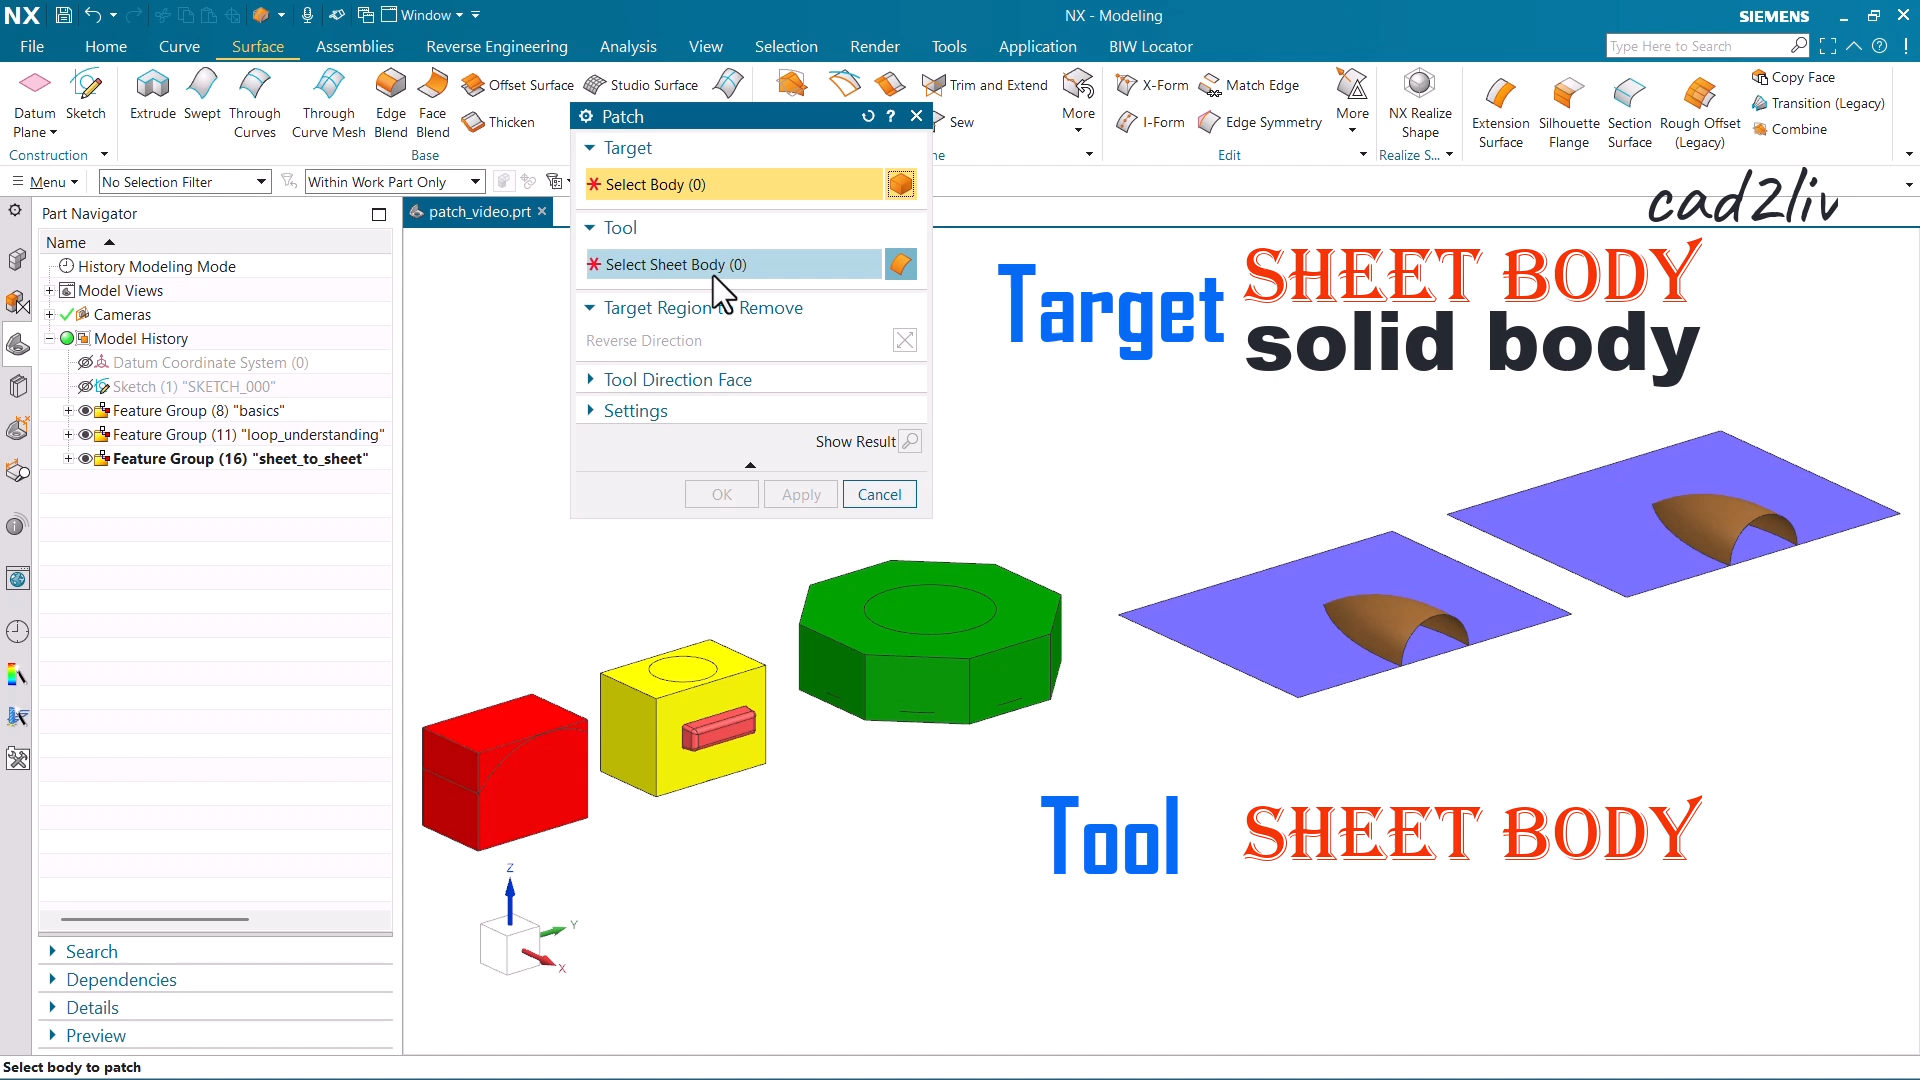 NX
Window
NX - Modeling
SIEMENS
File
Home
Curve
Surface
Assemblies
Reverse Engineering
Analysis
View
Selection
Render
Tools
Application
BIW Locator
Type Here to Search
Datum
Plane
Sketch
Construction
Extrude
Swept
Through
Curves
Through
Curve Mesh
Edge
Blend
Face
Blend
Offset Surface
Thicken
Studio Surface
Base
Trim and Extend
Sew
More
ne
X-Form
I-Form
Match Edge
Edge Symmetry
More
Edit
NX Realize
Shape
Realize S...
Extension
Surface
Silhouette
Flange
Section
Surface
Rough Offset
(Legacy)
Copy Face
Transition (Legacy)
Combine
Menu
No Selection Filter
Within Work Part Only
cad2liv
Part Navigator
patch_video.prt
Name
History Modeling Mode
Model Views
Cameras
Model History
Datum Coordinate System (0)
Sketch (1) "SKETCH_000"
Feature Group (8) "basics"
Feature Group (11) "loop_understanding"
Feature Group (16) "sheet_to_sheet"
Search
Dependencies
Details
Preview
Patch
?
Target
* Select Body (0)
Tool
* Select Sheet Body (0)
Target Region to Remove
Reverse Direction
Tool Direction Face
Settings
Show Result
OK
Apply
Cancel
Target
SHEET BODY
solid body
Tool
SHEET BODY
Z
Y
X
Select body to patch